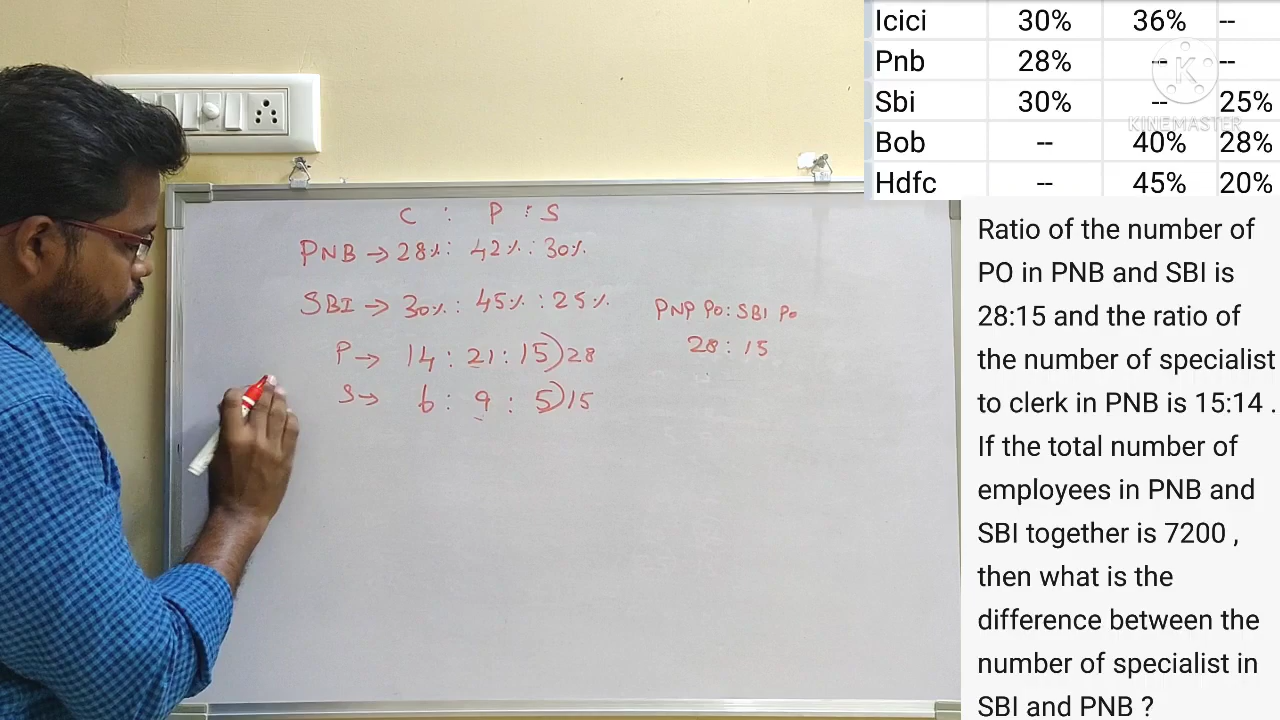 Icici 30% 36% --
Pnb 28% -- --
Sbi 30% -- 25%
Bob -- 40% 28%
Hdfc -- 45% 20%
K
KINEMASTER
C : P : S
PNB → 28% : 42% : 30%
SBI → 30% : 45% : 25%
PNP PO : SBI PO
28 : 15
P → 14 : 21 : 15) 28
S → 6 : 9 : 5) 15
Ratio of the number of
PO in PNB and SBI is
28:15 and the ratio of
the number of specialist
to clerk in PNB is 15:14 .
If the total number of
employees in PNB and
SBI together is 7200 ,
then what is the
difference between the
number of specialist in
SBI and PNB ?